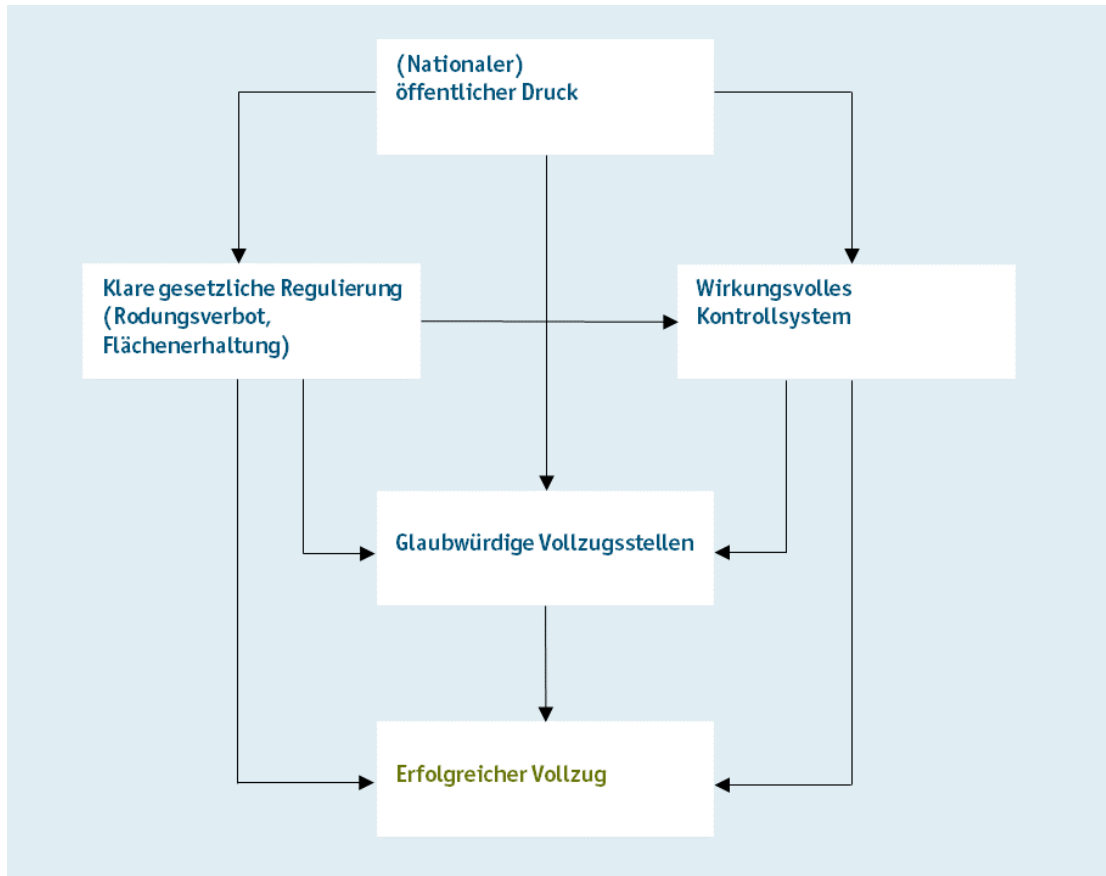 (Nationaler)
öffentlicher Druck
Klare gesetzliche Regulierung
(Rodungsverbot,
Flächenerhaltung)
Wirkungsvolles
Kontrollsystem
Glaubwürdige Vollzugsstellen
Erfolgreicher Vollzug